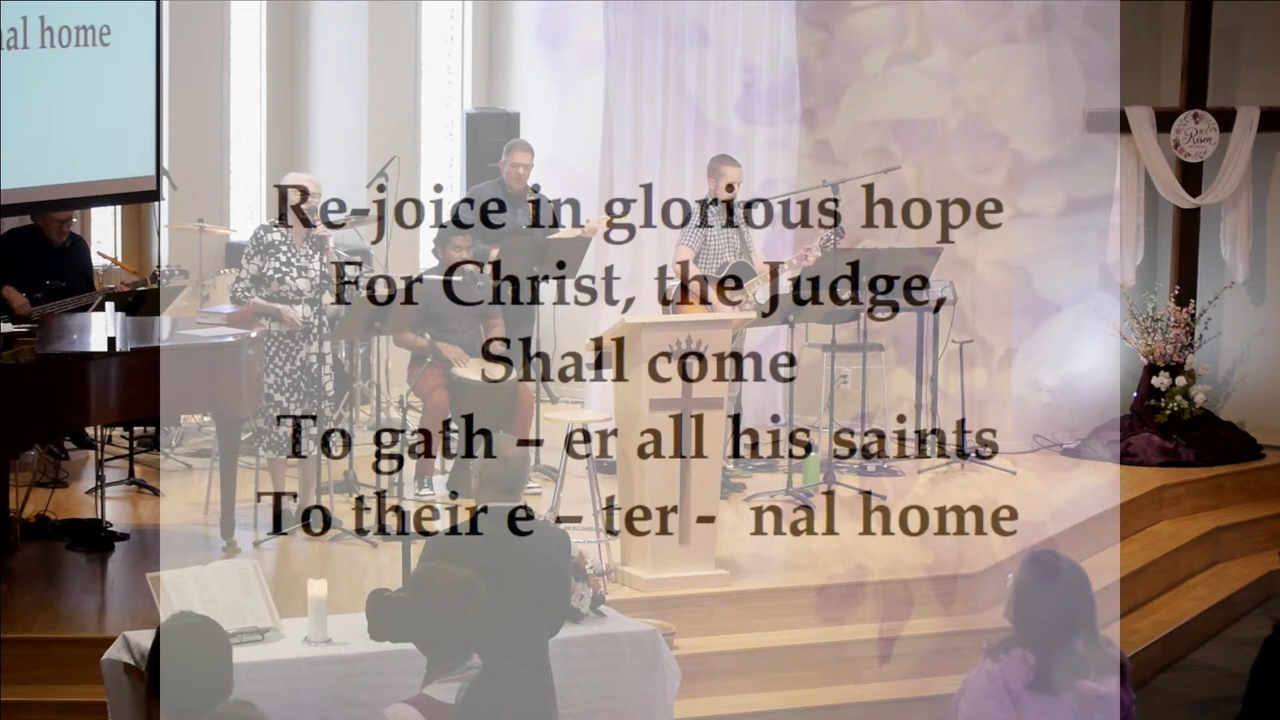 nal home
Risen
Re-joice in glorious hope
For Christ, the Judge,
Shall come
To gath – er all his saints
To their e – ter - nal home